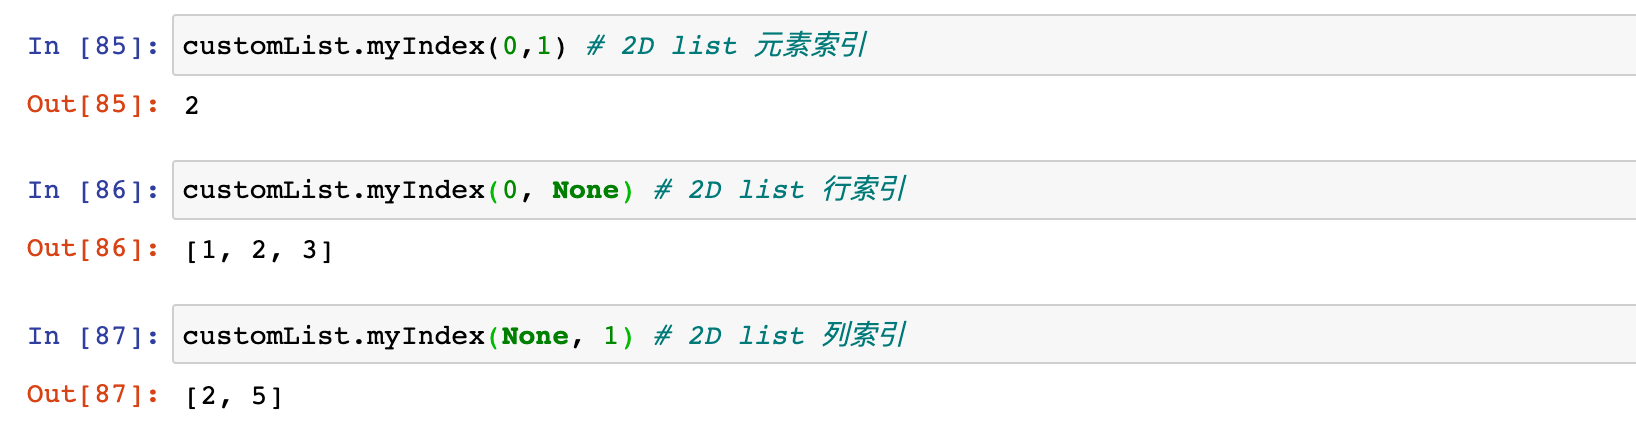 In [85]: customList.myIndex(0,1) # 2D list 元素索引
Out[85]: 2
In [86]: customList.myIndex(0, None) # 2D list 行索引
Out[86]: [1, 2, 3]
In [87]: customList.myIndex(None, 1) # 2D list 列索引
Out[87]: [2, 5]